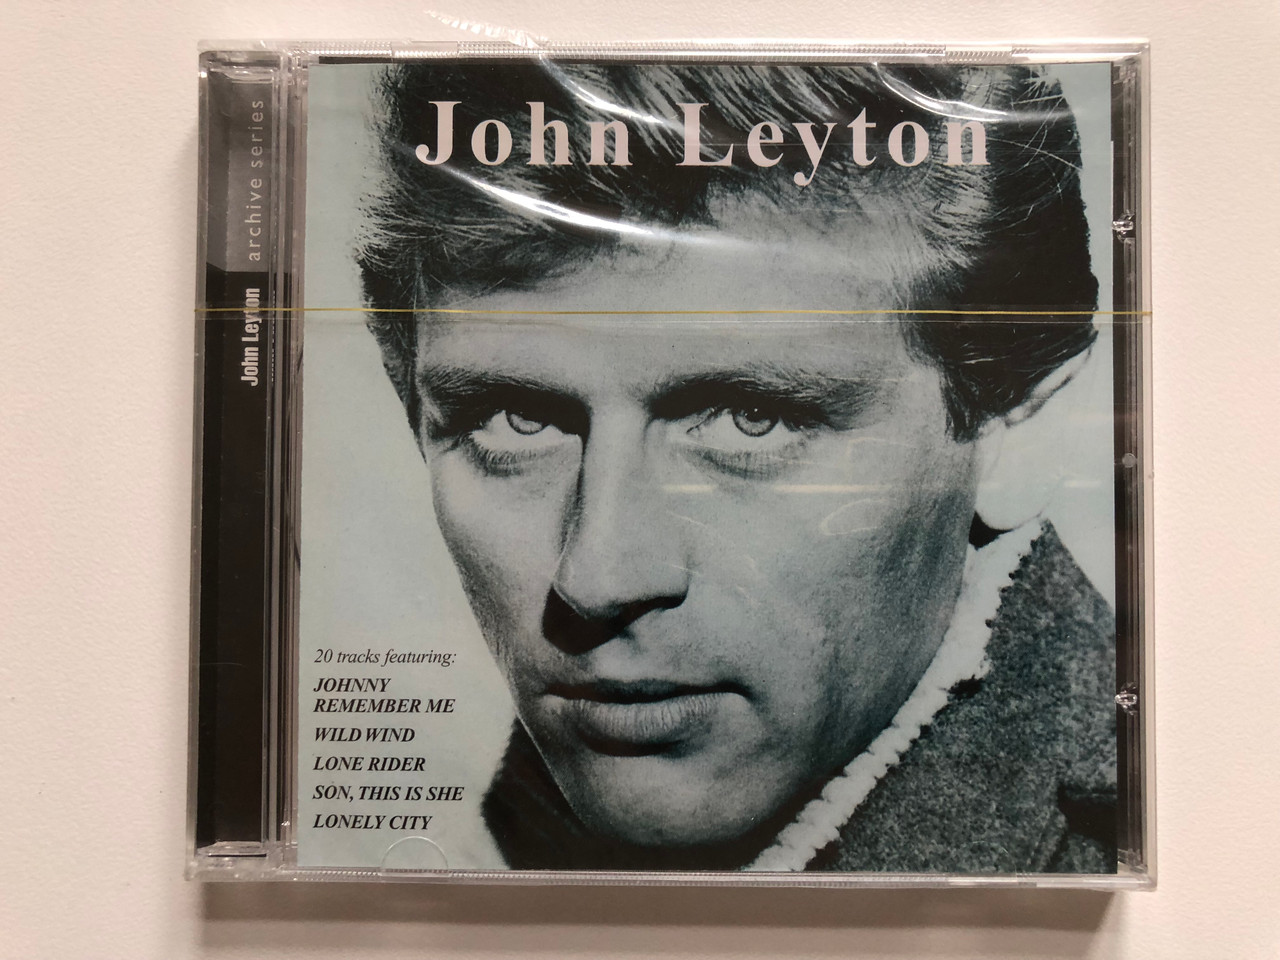 John Leyton
archive series
John Leyton
20 tracks featuring:
JOHNNY
REMEMBER ME
WILD WIND
LONE RIDER
SON, THIS IS SHE
LONELY CITY